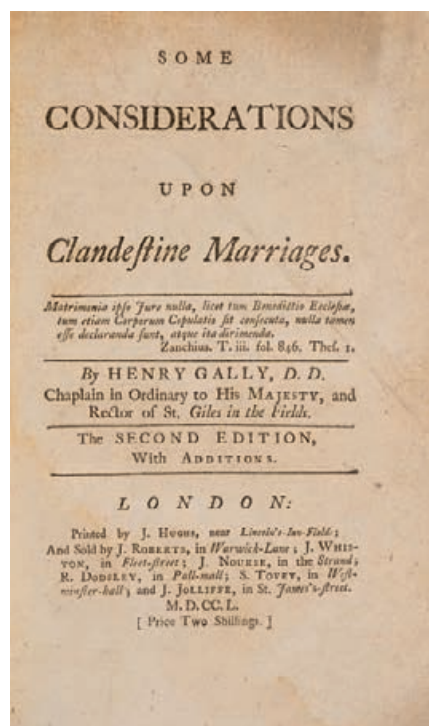 SOME
CONSIDERATIONS
UPON
Clandeſtine Marriages.
Matrimonia ipſo Jure nulla, licet tum Benedictio Eccleſiæ,
tum etiam Corporum Copulatio ſit conſecuta, nulla tamen
eſſe declaranda ſunt, atque ita dirimenda.
Zanchius. T. iii. fol. 846. Theſ. 1.
By HENRY GALLY, D. D.
Chaplain in Ordinary to His MAJESTY, and
Rector of St. Giles in the Fields.
The SECOND EDITION,
With ADDITIONS.
LONDON:
Printed by J. HUGHS, near Lincoln's-Inn-Fields;
And Sold by J. ROBERTS, in Warwick-Lane; J. WHIS-
TON, in Fleet-ſtreet; J. NOURSE, in the Strand;
R. DODSLEY, in Pall-mall; S. TOVEY, in Weſt-
minſter-hall; and J. JOLLIFFE, in St. James's-ſtreet.
M.D.CC.L.
[ Price Two Shillings. ]